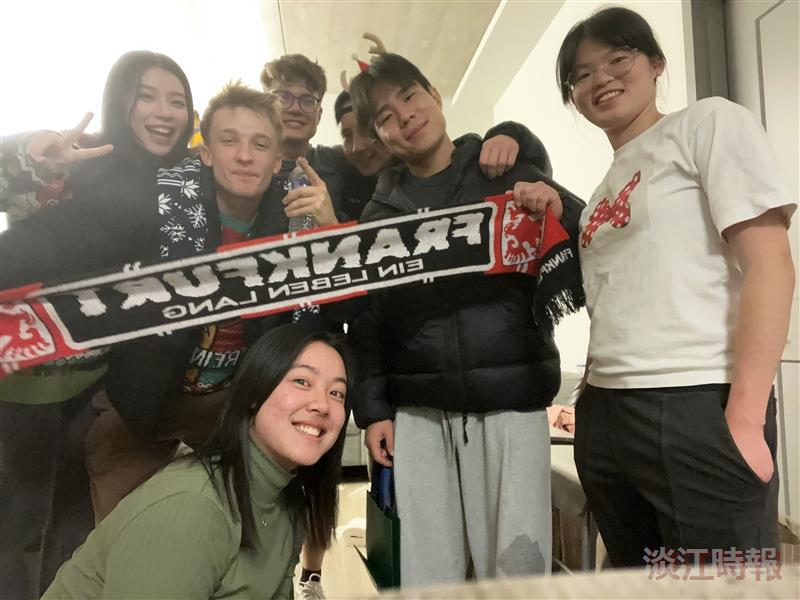 FRANKFURT
EIN LEBEN LANG
淡江時報